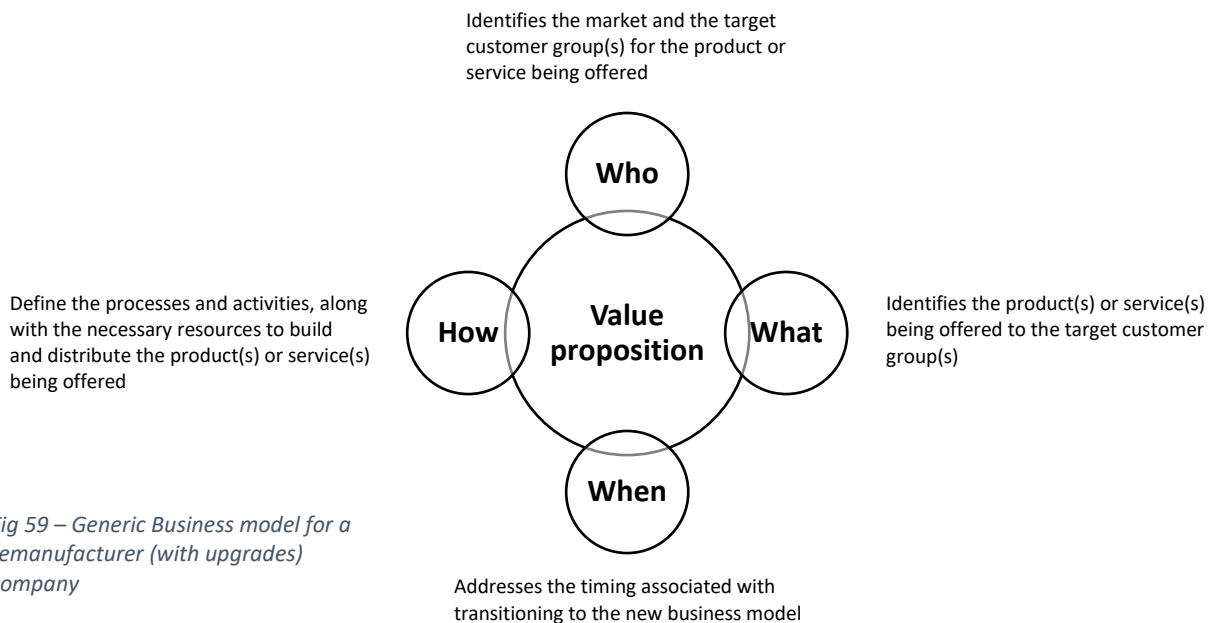 Identifies the market and the target
customer group(s) for the product or
service being offered
Who
Define the processes and activities, along
with the necessary resources to build
and distribute the product(s) or service(s)
being offered
How
Value
proposition
What
Identifies the product(s) or service(s)
being offered to the target customer
group(s)
When
ig 59 – Generic Business model for a
emanufacturer (with upgrades)
ompany
Addresses the timing associated with
transitioning to the new business model